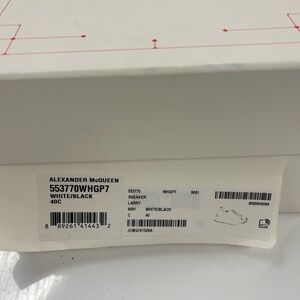 ALEXANDER McQUEEN
553770WHGP7
WHITE/BLACK
40C
8 89261 41443 2
553770 WHGP7 9061
SNEAKER
LARRY
9061 WHITE/BLACK
C 40